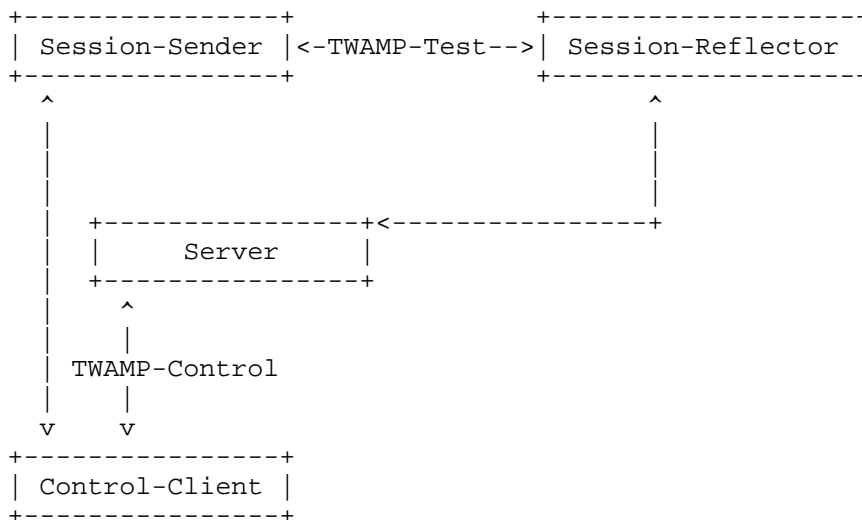 Session-Sender <-TWAMP-Test--> Session-Reflector
Server
TWAMP-Control
Control-Client